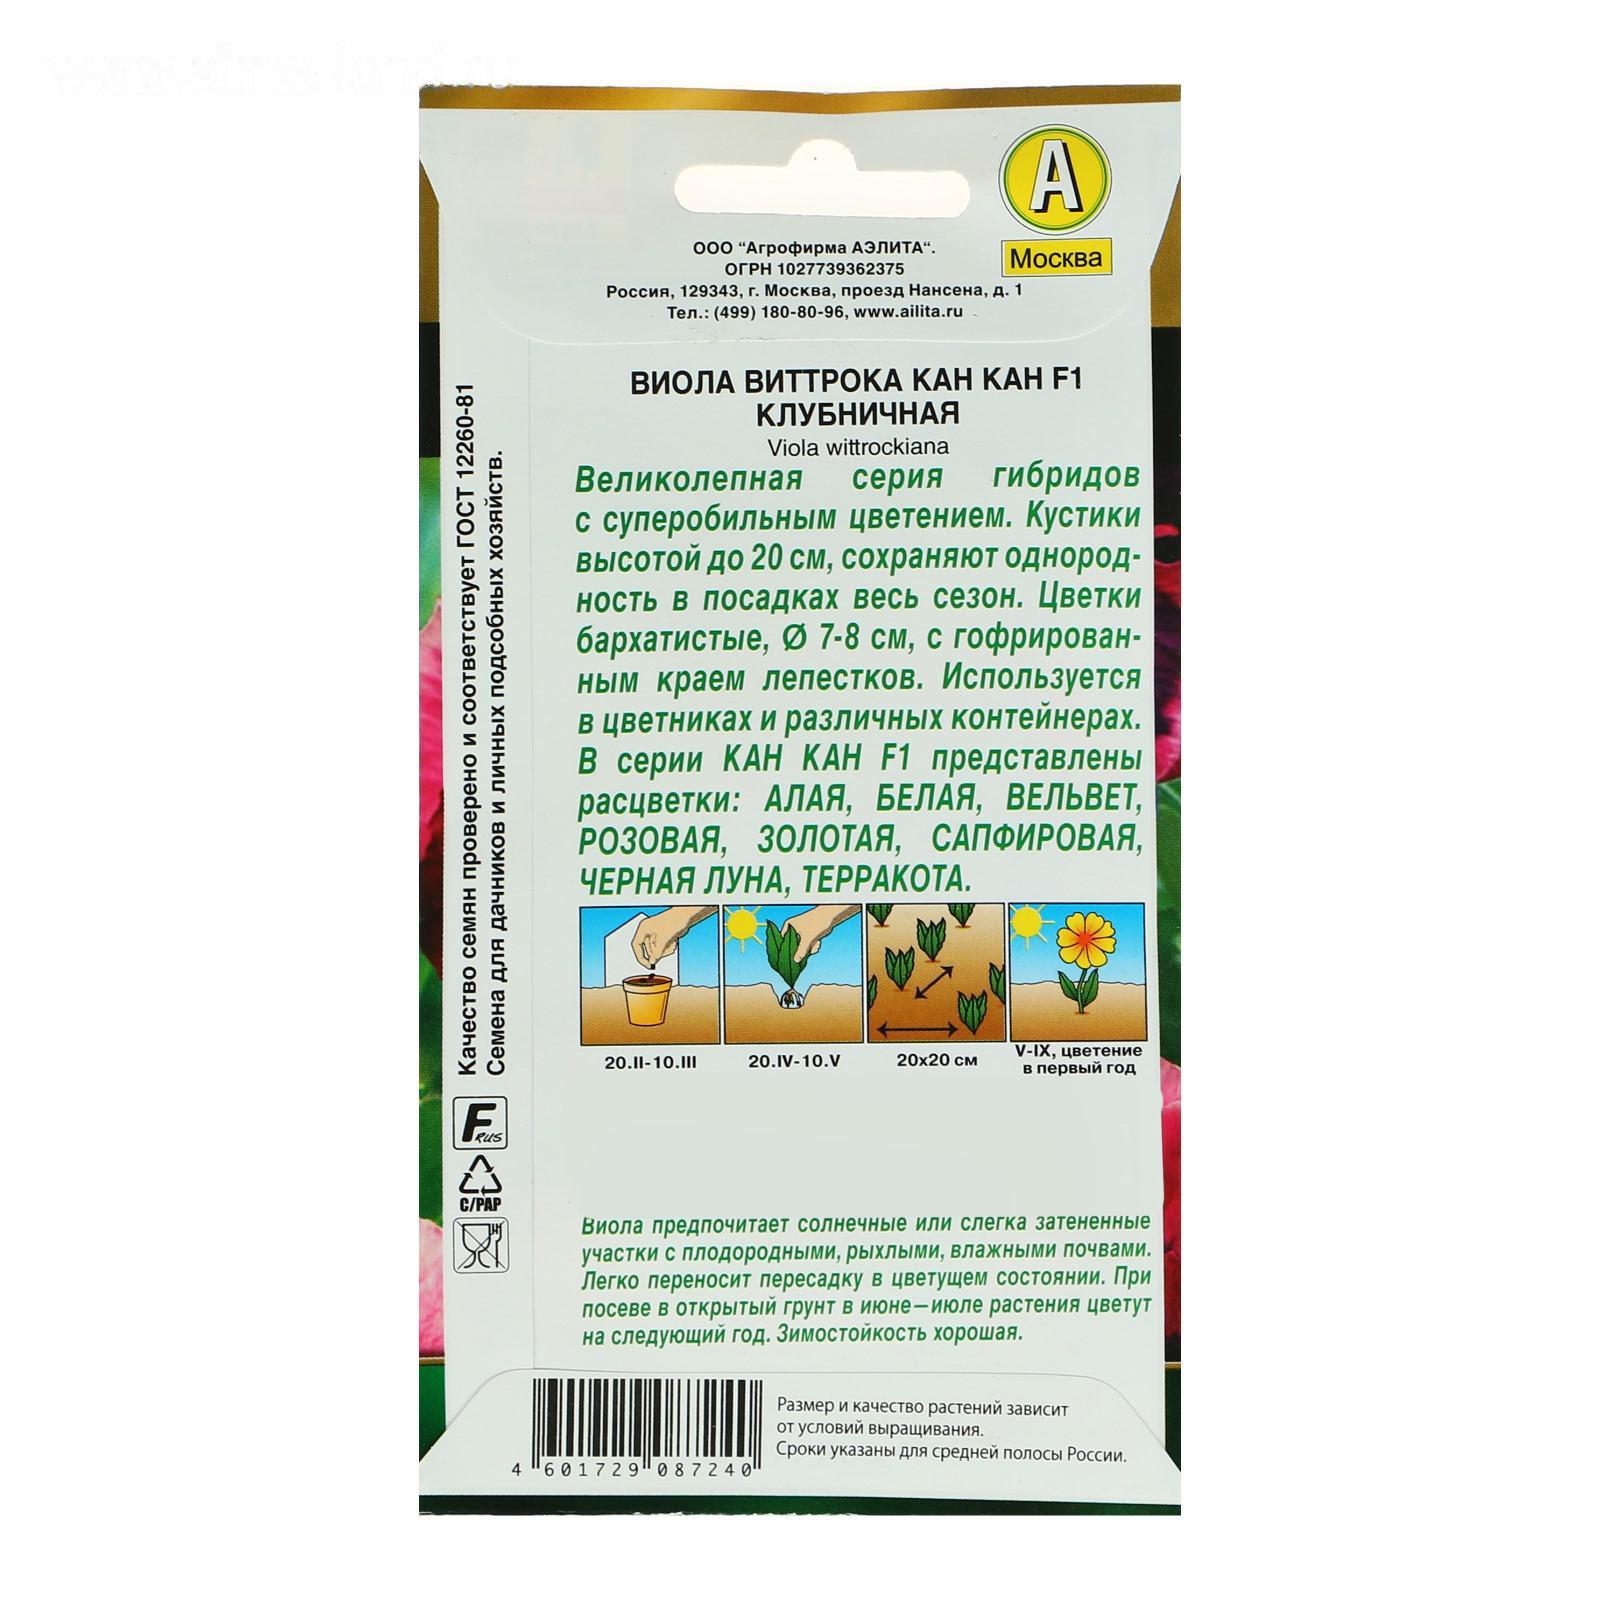 А
Москва
ООО “Агрофирма АЭЛИТА“.
ОГРН 1027739362375
Россия, 129343, г. Москва, проезд Нансена, д. 1
Тел.: (499) 180-80-96, www.ailita.ru
ВИОЛА ВИТТРОКА КАН КАН F1
КЛУБНИЧНАЯ
Viola wittrockiana
Великолепная серия гибридов
с суперобильным цветением. Кустики
высотой до 20 см, сохраняют однород-
ность в посадках весь сезон. Цветки
бархатистые, Ø 7-8 см, с гофрирован-
ным краем лепестков. Используется
в цветниках и различных контейнерах.
В серии КАН КАН F1 представлены
расцветки: АЛАЯ, БЕЛАЯ, ВЕЛЬВЕТ,
РОЗОВАЯ, ЗОЛОТАЯ, САПФИРОВАЯ,
ЧЕРНАЯ ЛУНА, ТЕРРАКОТА.
20.II-10.III
20.IV-10.V
20х20 см
V-IX, цветение
в первый год
Качество семян проверено и соответствует ГОСТ 12260-81
Семена для дачников и личных подсобных хозяйств.
F RUS
C/PAP
Виола предпочитает солнечные или слегка затененные
участки с плодородными, рыхлыми, влажными почвами.
Легко переносит пересадку в цветущем состоянии. При
посеве в открытый грунт в июне–июле растения цветут
на следующий год. Зимостойкость хорошая.
4 601729 087240
Размер и качество растений зависит
от условий выращивания.
Сроки указаны для средней полосы России.